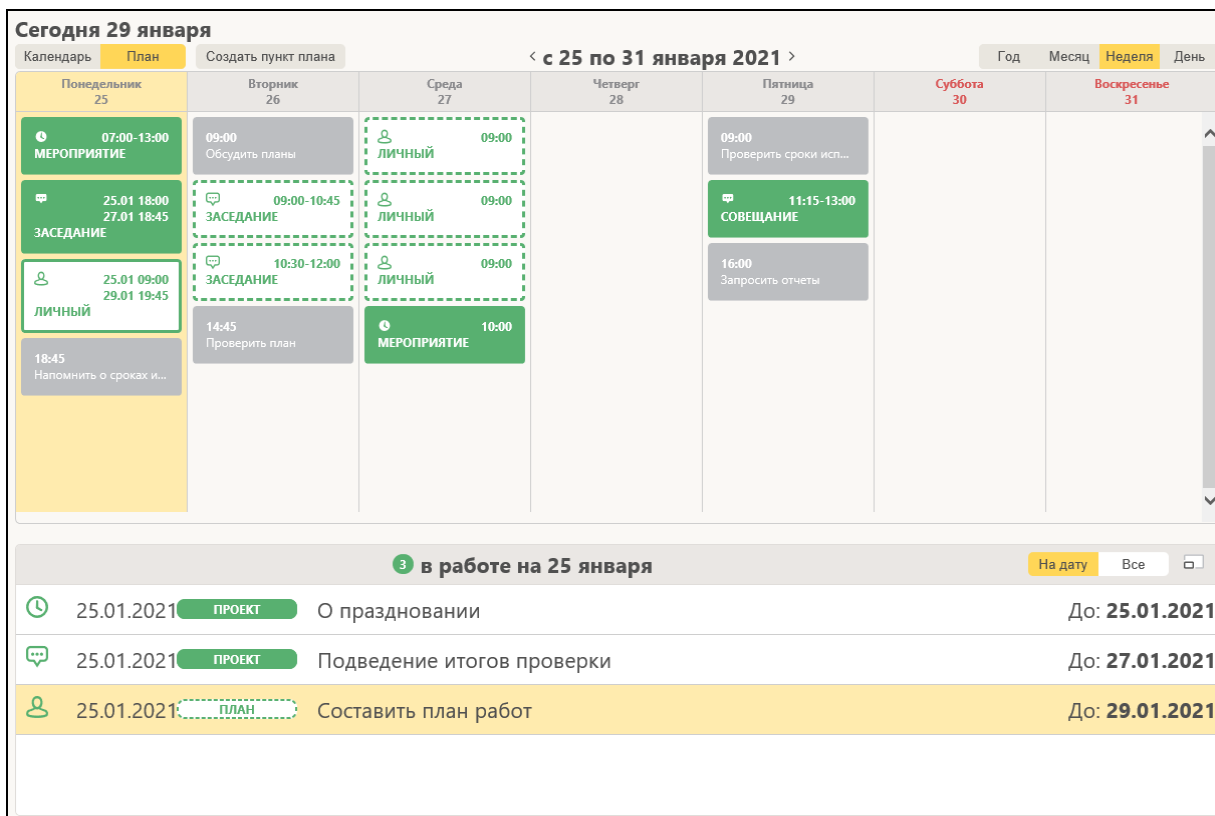 Сегодня 29 января
Календарь План Создать пункт плана < с 25 по 31 января 2021 > Год Месяц Неделя День
Понедельник Вторник Среда Четверг Пятница Суббота Воскресенье
25 26 27 28 29 30 31
07:00-13:00
МЕРОПРИЯТИЕ
25.01 18:00
27.01 18:45
ЗАСЕДАНИЕ
25.01 09:00
29.01 19:45
ЛИЧНЫЙ
18:45
Напомнить о сроках и...
09:00
Обсудить планы
09:00-10:45
ЗАСЕДАНИЕ
10:30-12:00
ЗАСЕДАНИЕ
14:45
Проверить план
09:00
ЛИЧНЫЙ
09:00
ЛИЧНЫЙ
09:00
ЛИЧНЫЙ
10:00
МЕРОПРИЯТИЕ
09:00
Проверить сроки исп...
11:15-13:00
СОВЕЩАНИЕ
16:00
Запросить отчеты
3 в работе на 25 января На дату Все
25.01.2021 ПРОЕКТ О праздновании До: 25.01.2021
25.01.2021 ПРОЕКТ Подведение итогов проверки До: 27.01.2021
25.01.2021 ПЛАН Составить план работ До: 29.01.2021